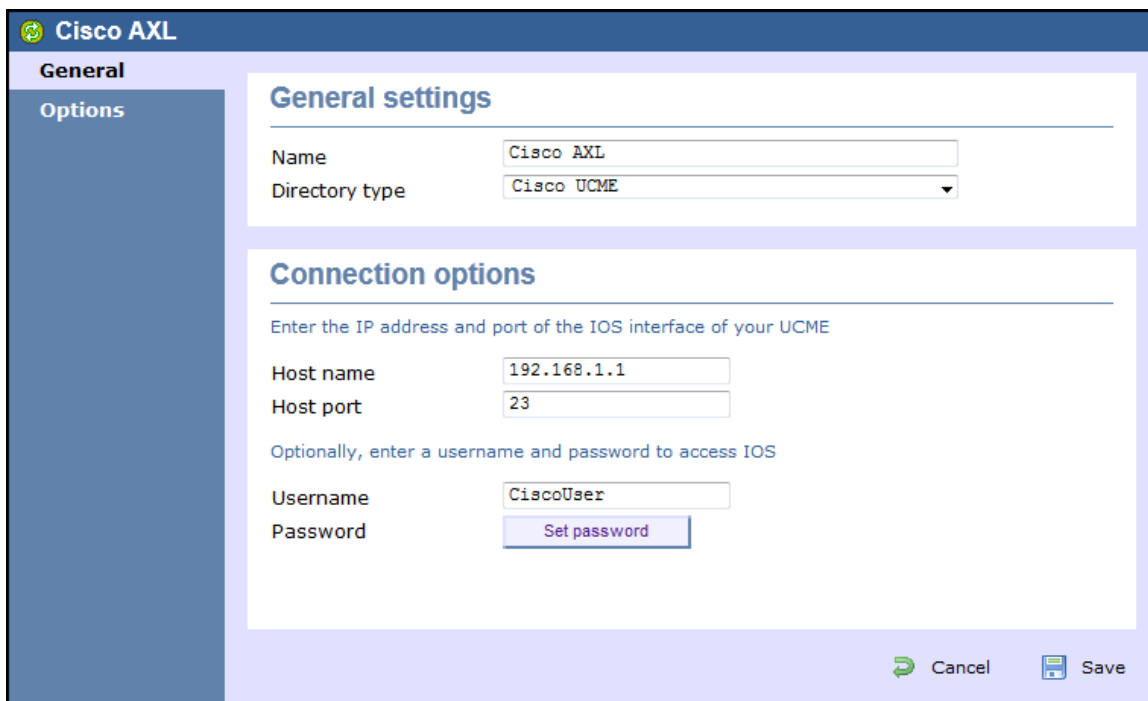 Cisco AXL
General
Options
General settings
Name Cisco AXL
Directory type Cisco UCME
Connection options
Enter the IP address and port of the IOS interface of your UCME
Host name 192.168.1.1
Host port 23
Optionally, enter a username and password to access IOS
Username CiscoUser
Password Set password
Cancel Save